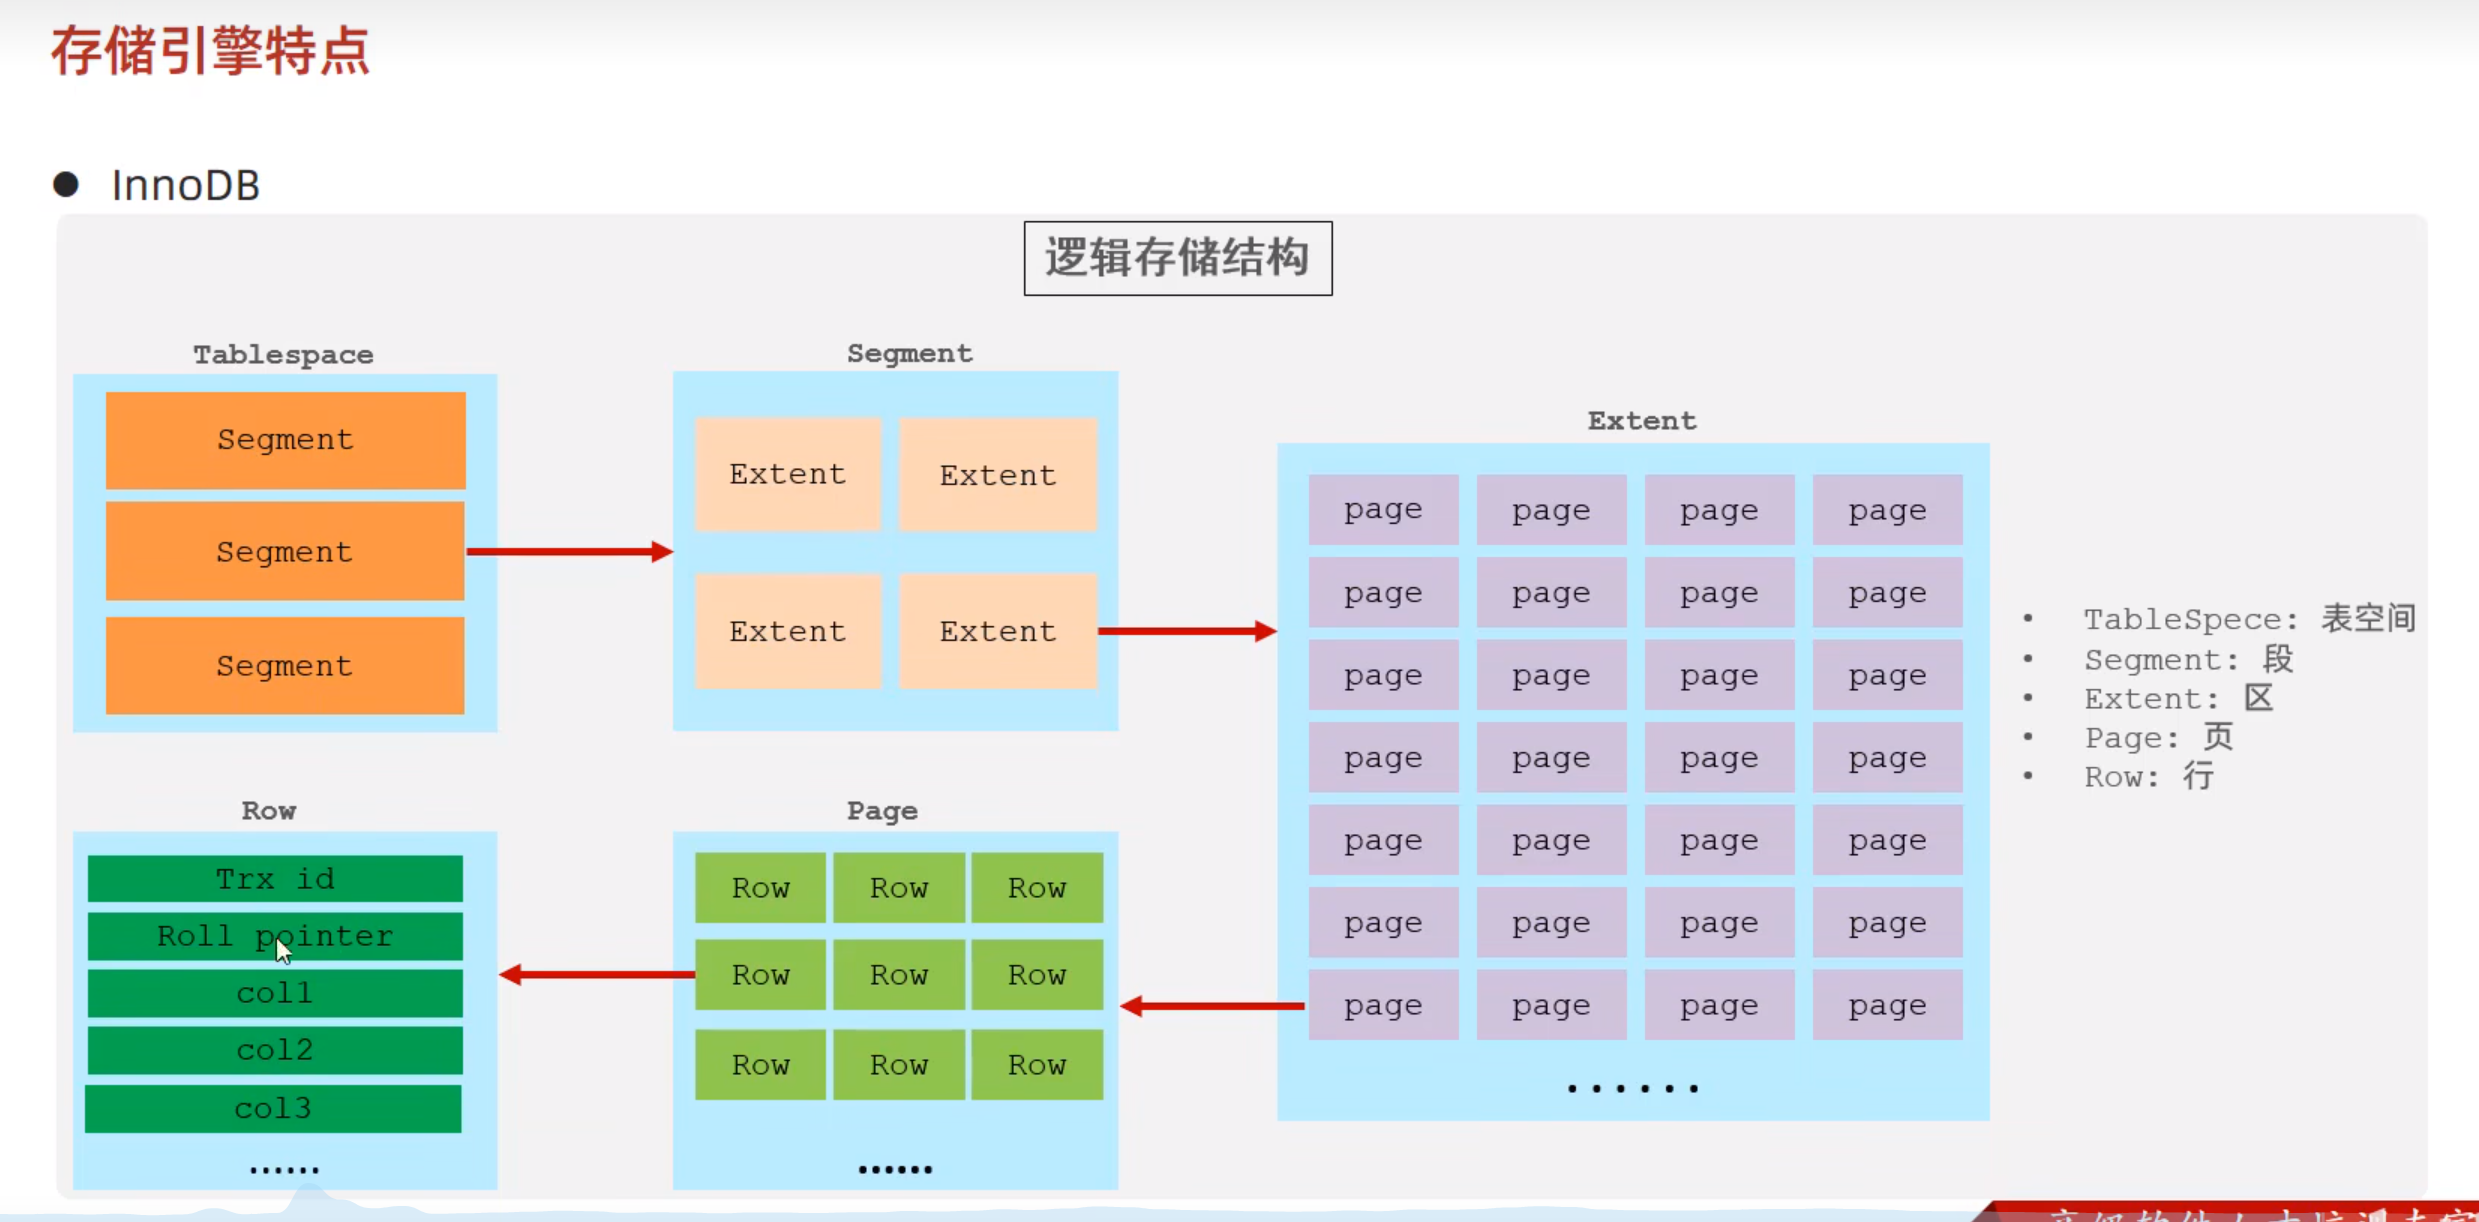 存储引擎特点
● InnoDB
逻辑存储结构
Tablespace
Segment
Segment
Segment
Segment
Extent Extent
Extent Extent
Extent
page page page page
page page page page
page page page page
page page page page
page page page page
page page page page
page page page page
......
Page
Row Row Row
Row Row Row
Row Row Row
......
Row
Trx id
Roll pointer
col1
col2
col3
......
• TableSpece: 表空间
• Segment: 段
• Extent: 区
• Page: 页
• Row: 行